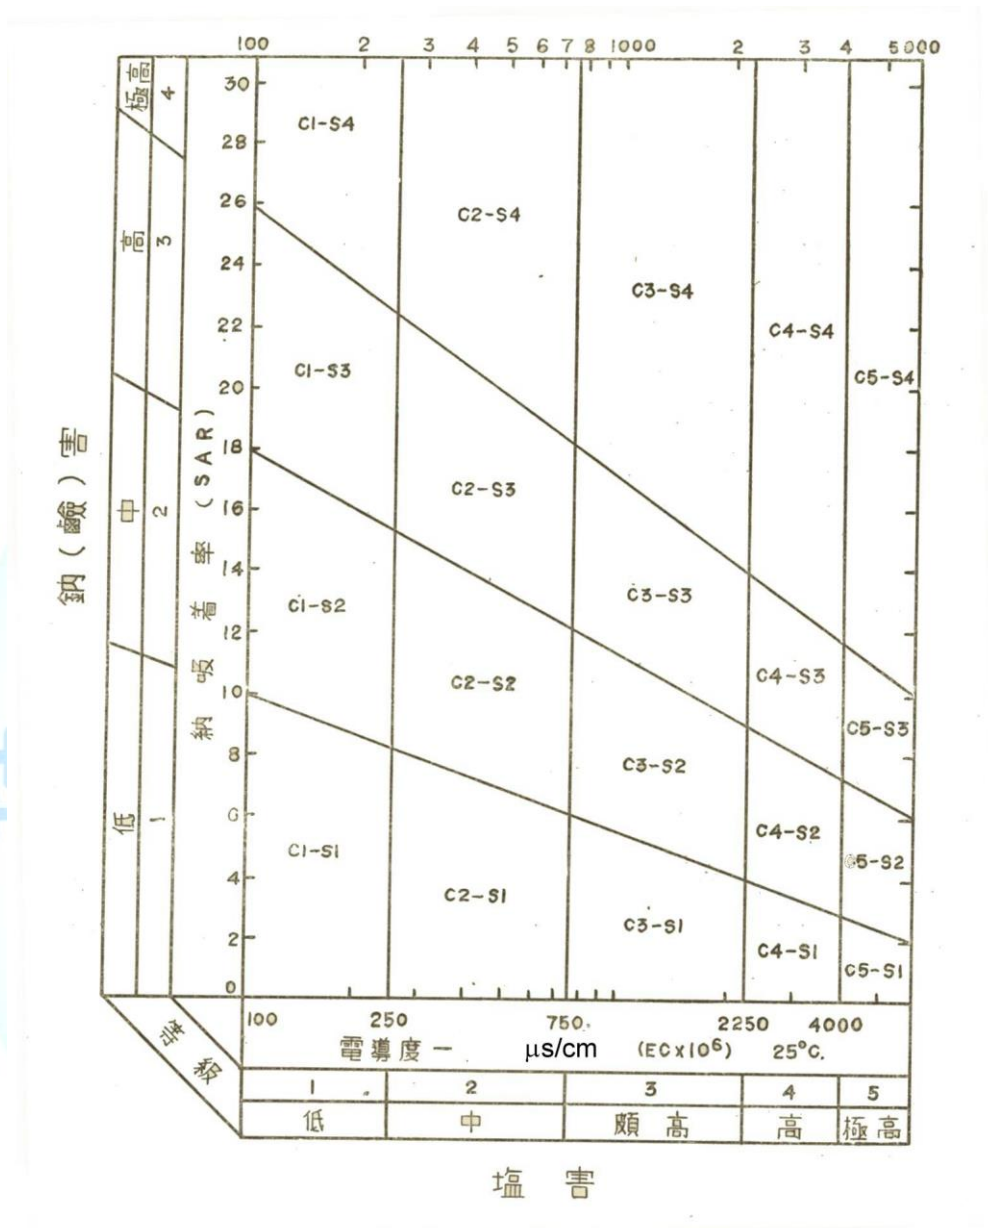 100 2 3 4 5 6 7 8 1000 2 3 4 5000
極高 4
高 3
中 2
低 1
鈉(鹼)害
納吸着率(SAR)
30
28
26
24
22
20
18
16
14
12
10
8
6
4
2
0
C1-S4
C2-S4
C3-S4
C4-S4
C5-S4
C1-S3
C2-S3
C3-S3
C4-S3
C5-S3
C1-S2
C2-S2
C3-S2
C4-S2
C5-S2
C1-S1
C2-S1
C3-S1
C4-S1
C5-S1
100 250 750. 2250 4000
電導度— μs/cm (ECx10⁶) 25°C.
等級
1 2 3 4 5
低 中 頗高 高 極高
塩害